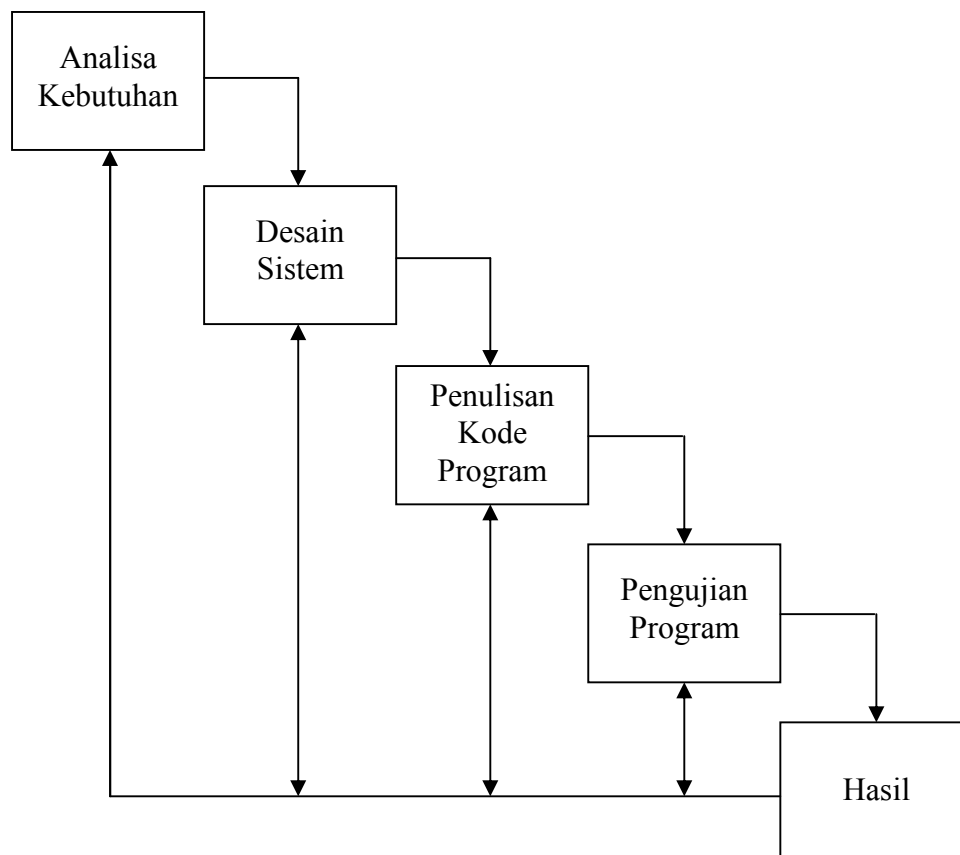 Analisa
Kebutuhan
Desain
Sistem
Penulisan
Kode
Program
Pengujian
Program
Hasil